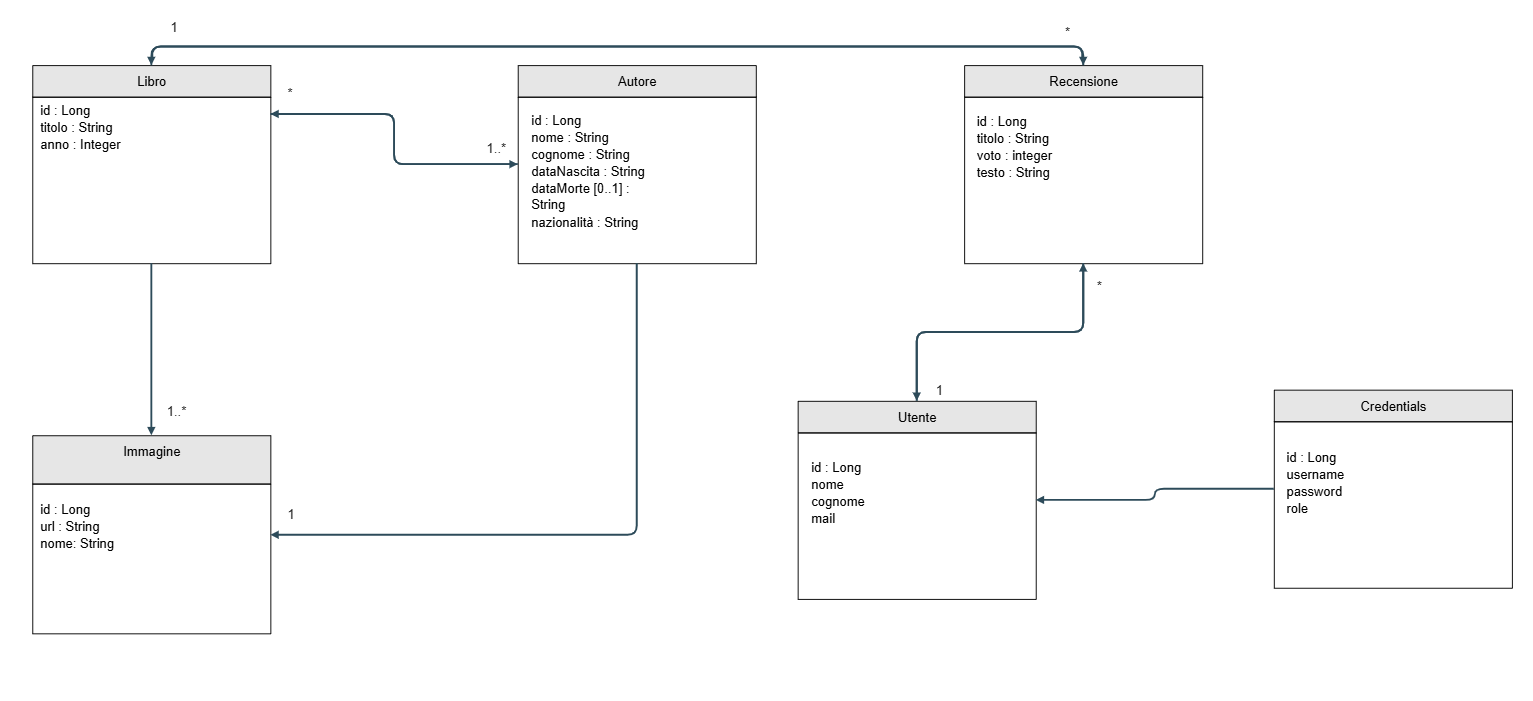 1
*
Libro
id : Long
titolo : String
anno : Integer
*
1..*
Autore
id : Long
nome : String
cognome : String
dataNascita : String
dataMorte [0..1] :
String
nazionalità : String
Recensione
id : Long
titolo : String
voto : integer
testo : String
*
1
1..*
Immagine
id : Long
url : String
nome: String
1
Utente
id : Long
nome
cognome
mail
Credentials
id : Long
username
password
role